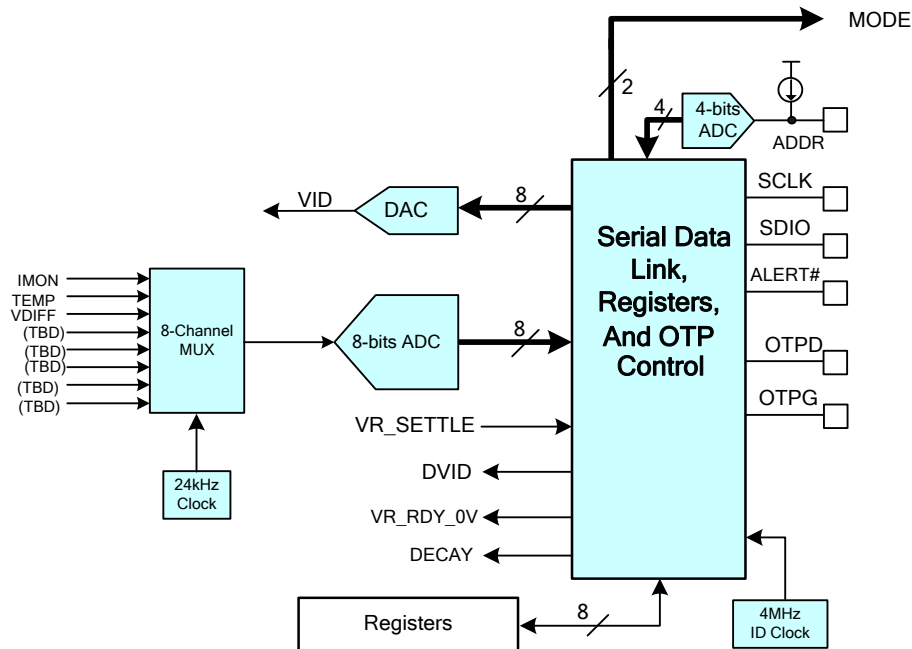 MODE
2
4
4-bits
ADC
ADDR
SCLK
VID
DAC
8
SDIO
Serial Data
Link,
Registers,
And OTP
Control
ALERT#
IMON
TEMP
VDIFF
(TBD)
(TBD)
(TBD)
(TBD)
(TBD)
8-Channel
MUX
8-bits ADC
8
OTPD
OTPG
VR_SETTLE
DVID
24kHz
Clock
VR_RDY_0V
DECAY
Registers
8
4MHz
ID Clock